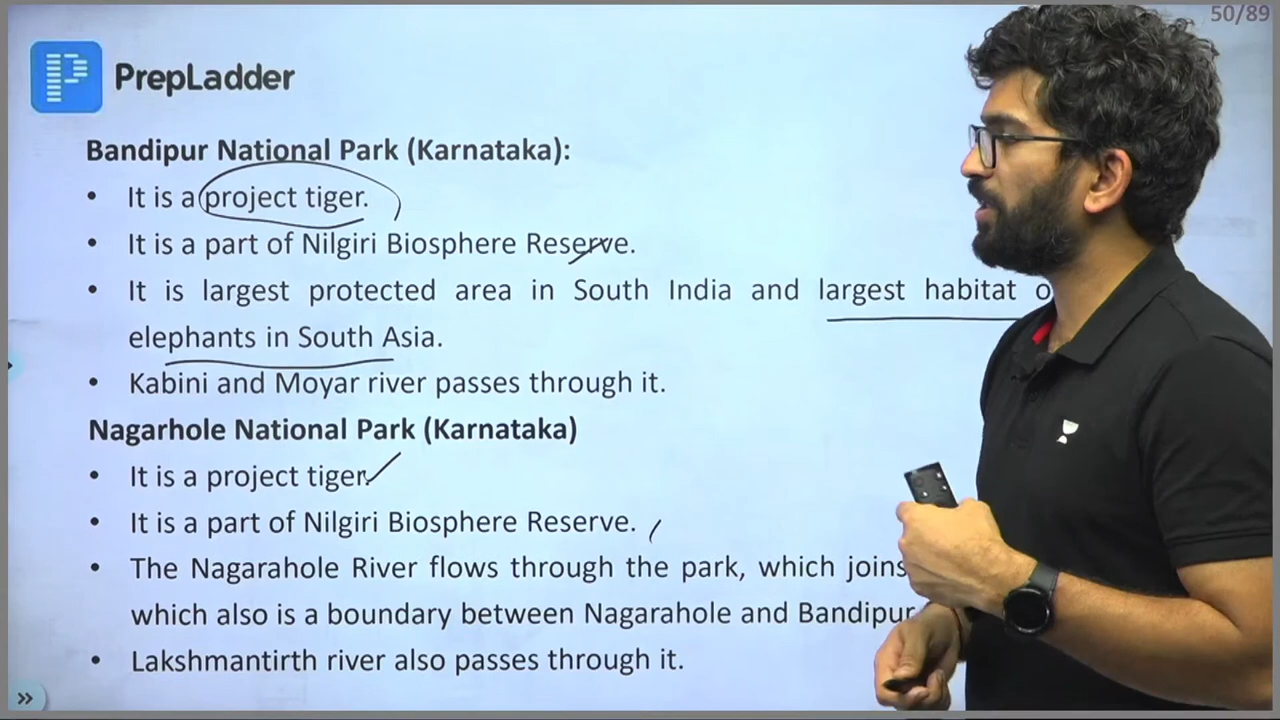 50/89
PrepLadder
Bandipur National Park (Karnataka):
• It is a project tiger.
• It is a part of Nilgiri Biosphere Reserve.
• It is largest protected area in South India and largest habitat
elephants in South Asia.
• Kabini and Moyar river passes through it.
Nagarhole National Park (Karnataka)
• It is a project tiger
• It is a part of Nilgiri Biosphere Reserve.
• The Nagarahole River flows through the park, which joins
which also is a boundary between Nagarahole and Bandipur
• Lakshmantirth river also passes through it.